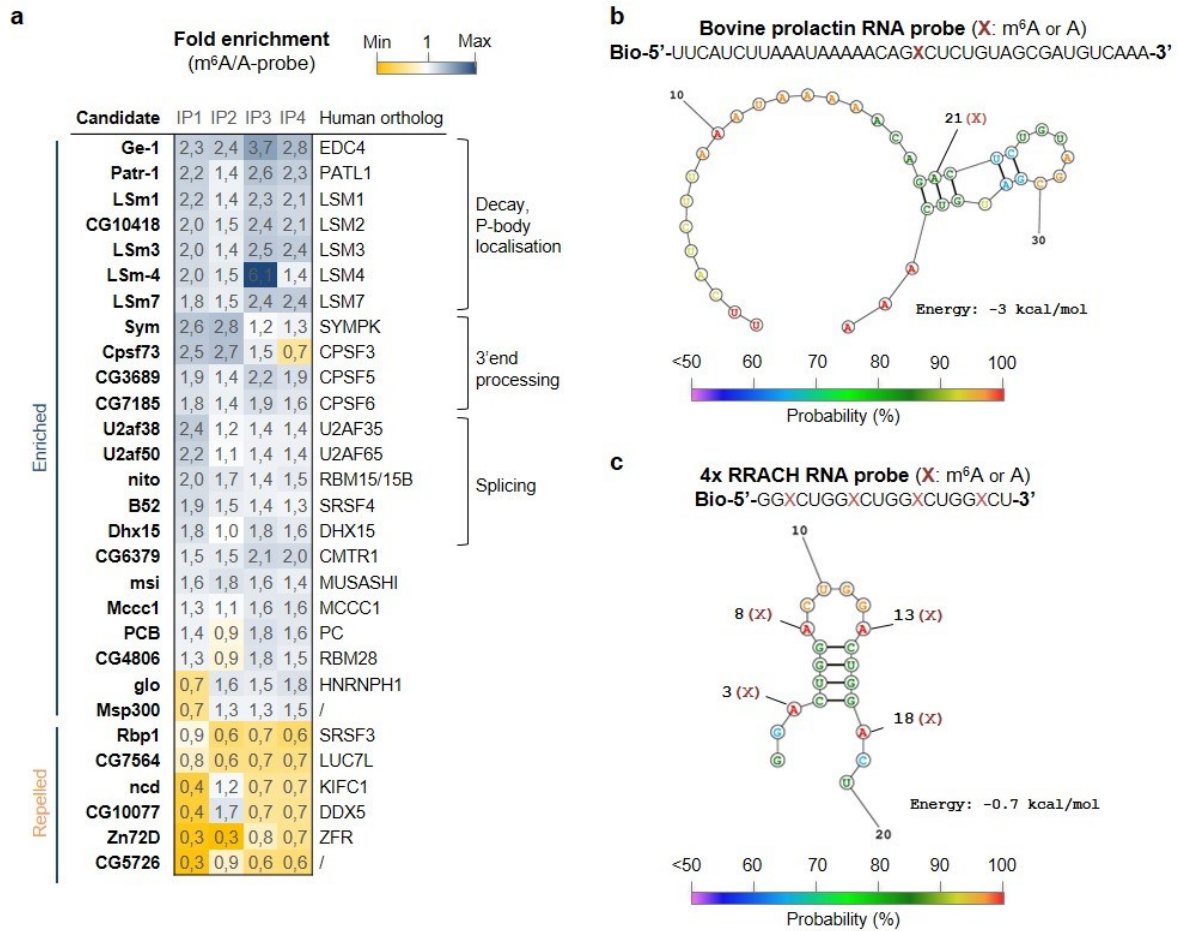 a
Fold enrichment
(m⁶A/A-probe)
Min 1 Max
Candidate IP1 IP2 IP3 IP4 Human ortholog
Ge-1 2,3 2,4 3,7 2,8 EDC4
Patr-1 2,2 1,4 2,6 2,3 PATL1
LSm1 2,2 1,4 2,3 2,1 LSM1
CG10418 2,0 1,5 2,4 2,1 LSM2
LSm3 2,0 1,4 2,5 2,4 LSM3
LSm-4 2,0 1,5 6,1 1,4 LSM4
LSm7 1,8 1,5 2,4 2,4 LSM7
Sym 2,6 2,8 1,2 1,3 SYMPK
Cpsf73 2,5 2,7 1,5 0,7 CPSF3
CG3689 1,9 1,4 2,2 1,9 CPSF5
CG7185 1,8 1,4 1,9 1,6 CPSF6
U2af38 2,4 1,2 1,4 1,4 U2AF35
U2af50 2,2 1,1 1,4 1,4 U2AF65
nito 2,0 1,7 1,4 1,5 RBM15/15B
B52 1,9 1,5 1,4 1,3 SRSF4
Dhx15 1,8 1,0 1,8 1,6 DHX15
CG6379 1,5 1,5 2,1 2,0 CMTR1
msi 1,6 1,8 1,6 1,4 MUSASHI
Mccc1 1,3 1,1 1,6 1,6 MCCC1
PCB 1,4 0,9 1,8 1,6 PC
CG4806 1,3 0,9 1,8 1,5 RBM28
glo 0,7 1,6 1,5 1,8 HNRNPH1
Msp300 0,7 1,3 1,3 1,5 /
Rbp1 0,9 0,6 0,7 0,6 SRSF3
CG7564 0,8 0,6 0,7 0,7 LUC7L
ncd 0,4 1,2 0,7 0,7 KIFC1
CG10077 0,4 1,7 0,7 0,7 DDX5
Zn72D 0,3 0,3 0,8 0,7 ZFR
CG5726 0,3 0,9 0,6 0,6 /
Enriched
Repelled
Decay,
P-body
localisation
3’end
processing
Splicing
b
Bovine prolactin RNA probe (X: m⁶A or A)
Bio-5’-UUCAUCUUAAAUAAAAACAGXCUCUGUAGCGAUGUCAAA-3’
10
21 (X)
30
U U C A U C U U A A A U A A A A A C A G A C U C U G U A G C G A U G U C A A A
Energy: -3 kcal/mol
<50 60 70 80 90 100
Probability (%)
c
4x RRACH RNA probe (X: m⁶A or A)
Bio-5’-GGXCUGGXCUGGXCUGGXCU-3’
10
8 (X)
13 (X)
3 (X)
18 (X)
20
G G A C U G G A C U G G A C U G G A C U
Energy: -0.7 kcal/mol
<50 60 70 80 90 100
Probability (%)